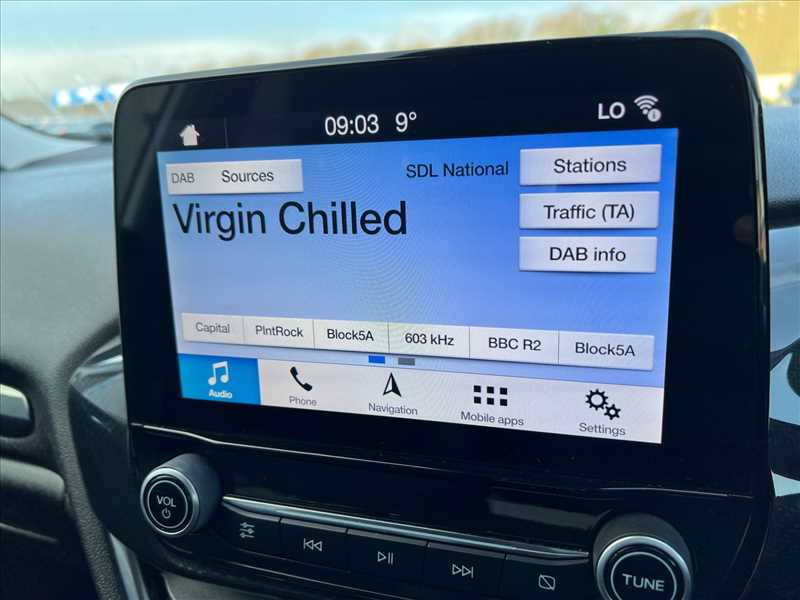 09:03 9°
LO
DAB Sources
SDL National
Stations
Virgin Chilled
Traffic (TA)
DAB info
Capital
PlntRock
Block5A
603 kHz
BBC R2
Block5A
Audio
Phone
Navigation
Mobile apps
Settings
VOL
TUNE